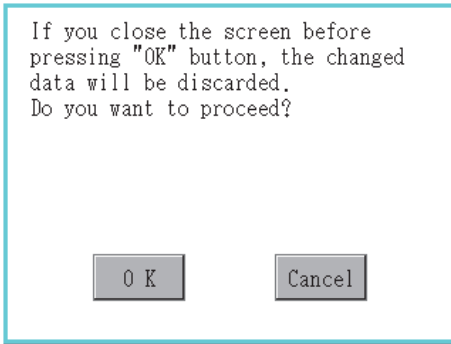 If you close the screen before
pressing "OK" button, the changed
data will be discarded.
Do you want to proceed?
O K
Cancel